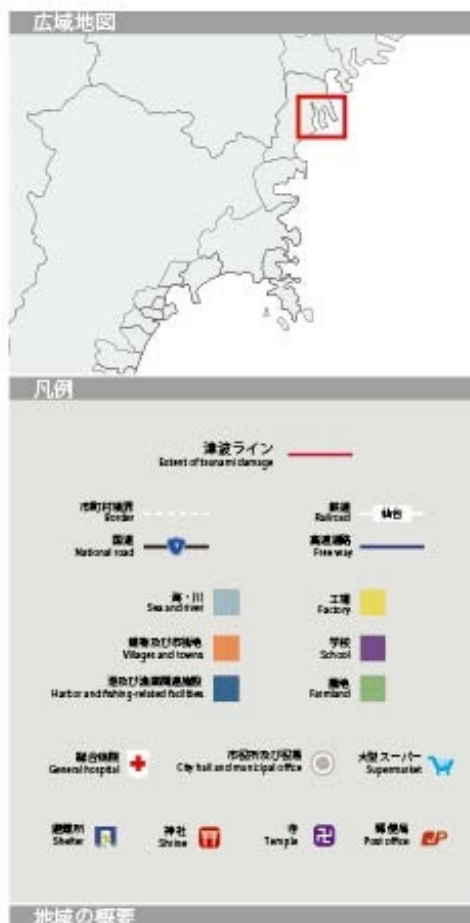 広域地図
凡例
津波ライン
Extent of tsunami damage
市町村境界
Border
鉄道
Railroad
仙台
国道
National road
高速道路
Free way
海・川
Sea and river
工場
Factory
建物及び市街地
Villages and towns
学校
School
港及び漁業関連施設
Harbor and fishing-related facilities
農地
Farmland
総合病院
General hospital
市役所及び役場
City hall and municipal office
大型スーパー
Supermarket
避難所
Shelter
神社
Shrine
寺
Temple
郵便局
Post office
地域の概要